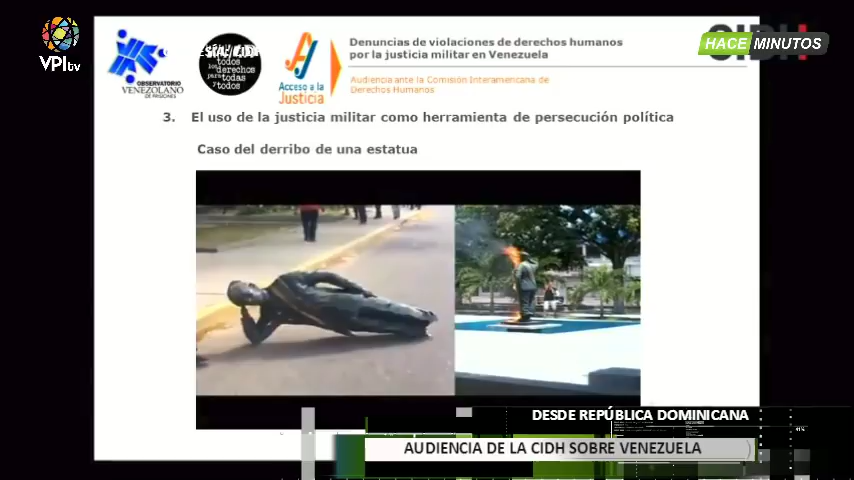 VPItv
CIDH
HACE MINUTOS
OBSERVATORIO
VENEZOLANO
DE PRISIONES
todos
los derechos
para todas
y todos
Acceso a la
Justicia
Denuncias de violaciones de derechos humanos
por la justicia militar en Venezuela
Audiencia ante la Comisión Interamericana de
Derechos Humanos
3. El uso de la justicia militar como herramienta de persecución política
Caso del derribo de una estatua
DESDE REPÚBLICA DOMINICANA
AUDIENCIA DE LA CIDH SOBRE VENEZUELA